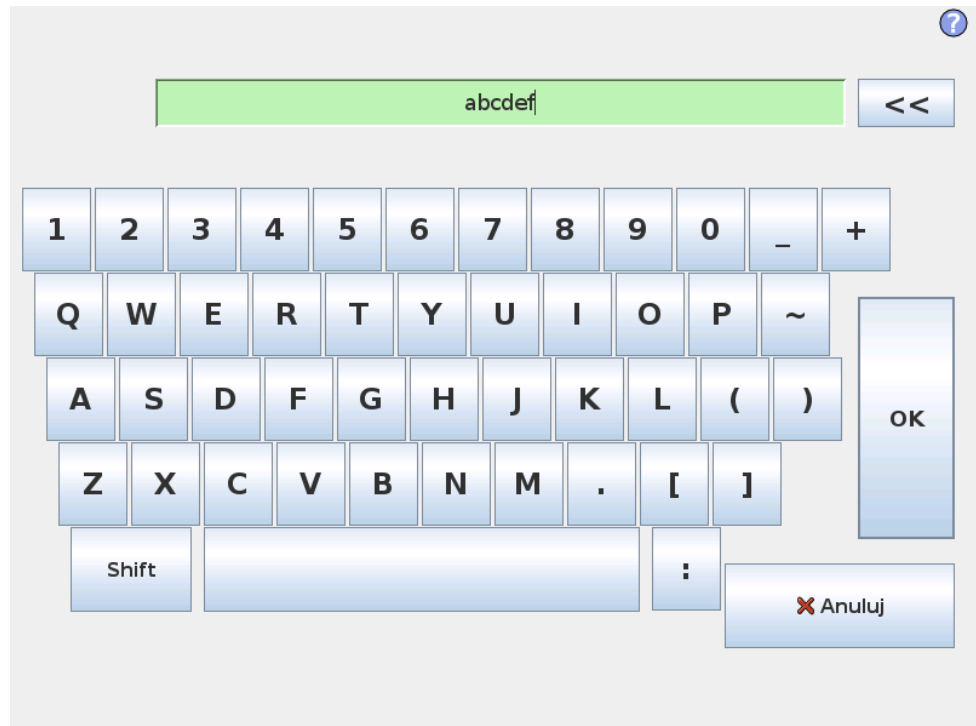 ?
abcdef
<<
1 2 3 4 5 6 7 8 9 0 _ +
Q W E R T Y U I O P ~
A S D F G H J K L ( )
OK
Z X C V B N M . [ ]
Shift :
Anuluj